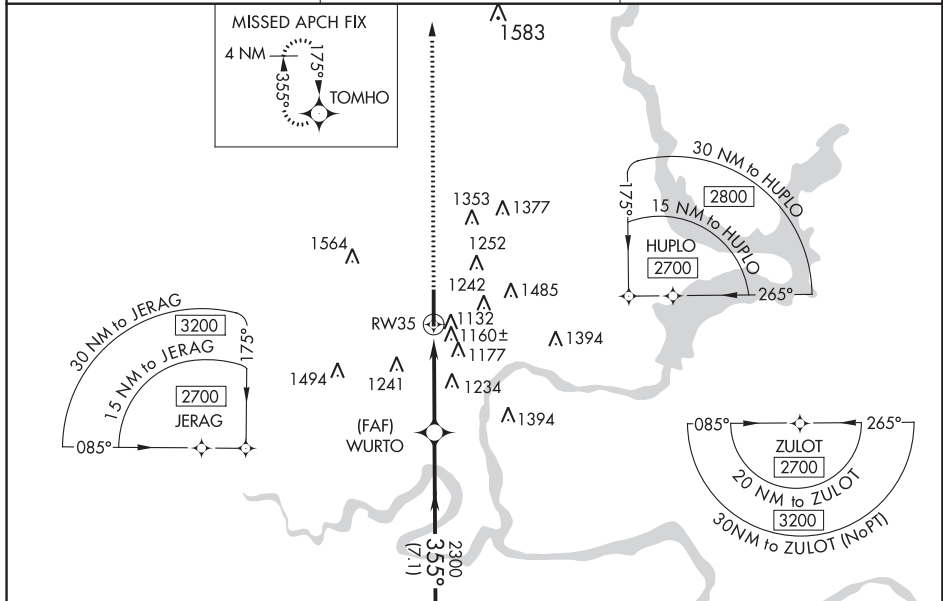 MISSED APCH FIX
4 NM
175°
355°
TOMHO
1583
30 NM to HUPLO
2800
15 NM to HUPLO
175°
HUPLO
2700
265°
1353
1377
1564
1252
1242
1485
RW35
1132
1160±
1177
1394
1494
1241
1234
1394
30 NM to JERAG
3200
15 NM to JERAG
175°
2700
JERAG
085°
(FAF)
WURTO
085°
265°
ZULOT
2700
20 NM to ZULOT
3200
30NM to ZULOT (NoPT)
2300
355°
(7.1)